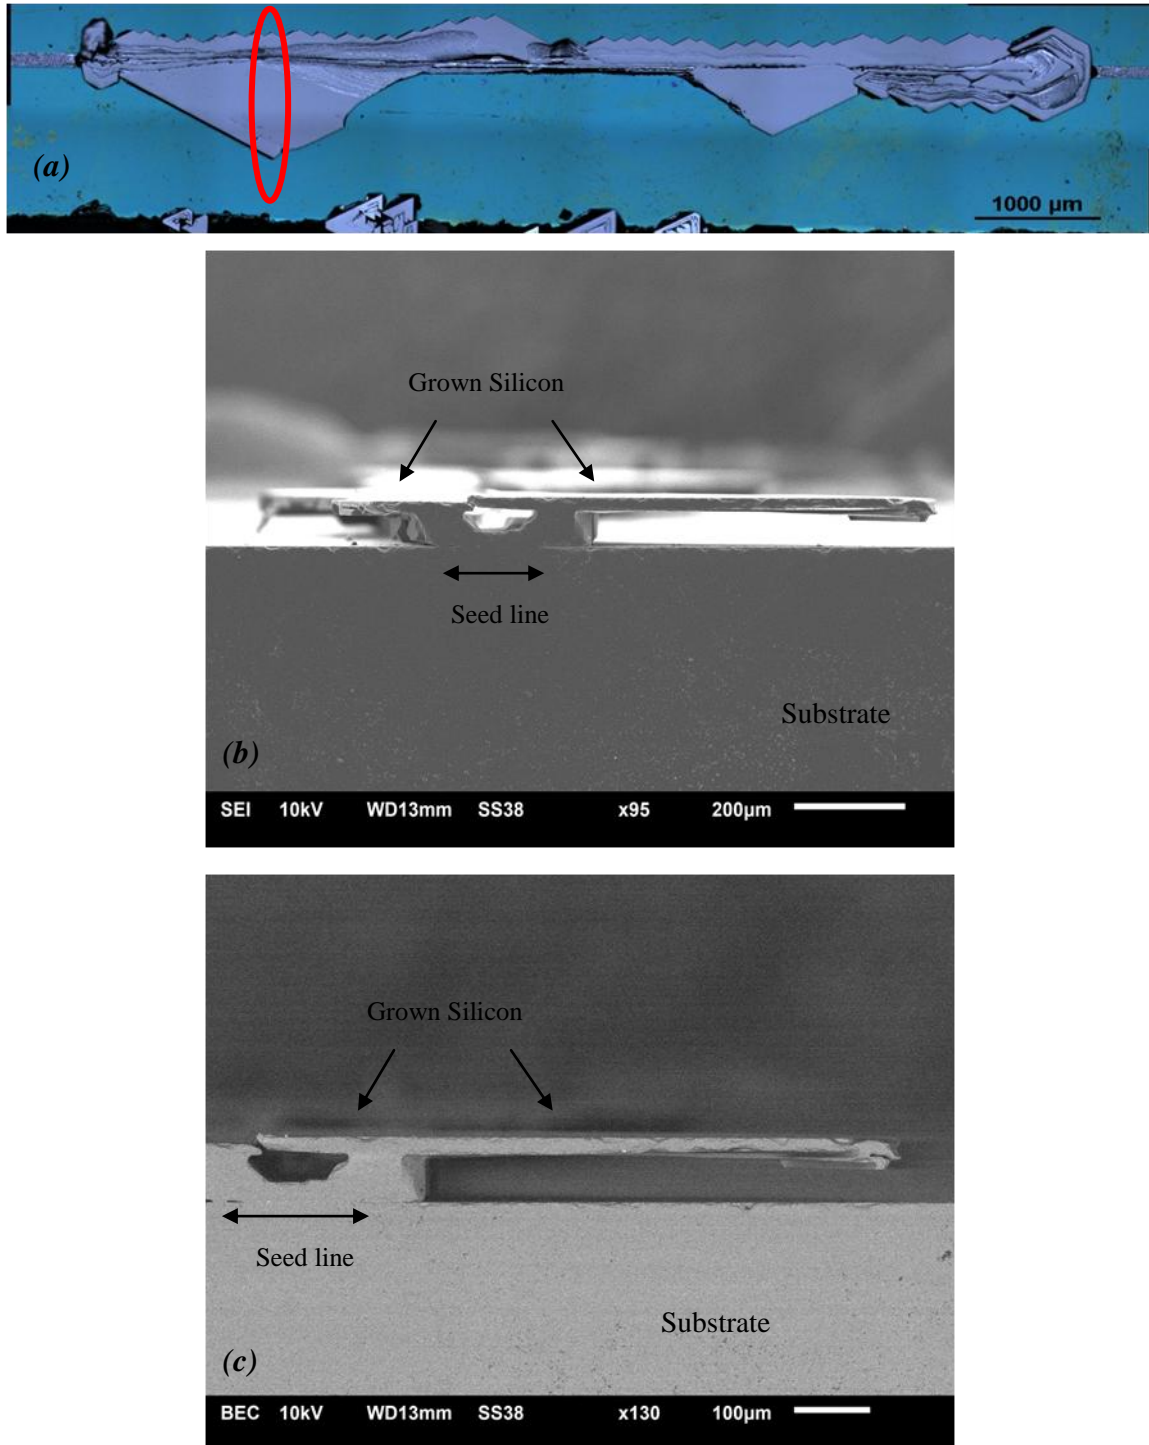 (a)
1000 µm
Grown Silicon
Seed line
Substrate
(b)
SEI 10kV WD13mm SS38 x95 200µm
Grown Silicon
Seed line
Substrate
(c)
BEC 10kV WD13mm SS38 x130 100µm